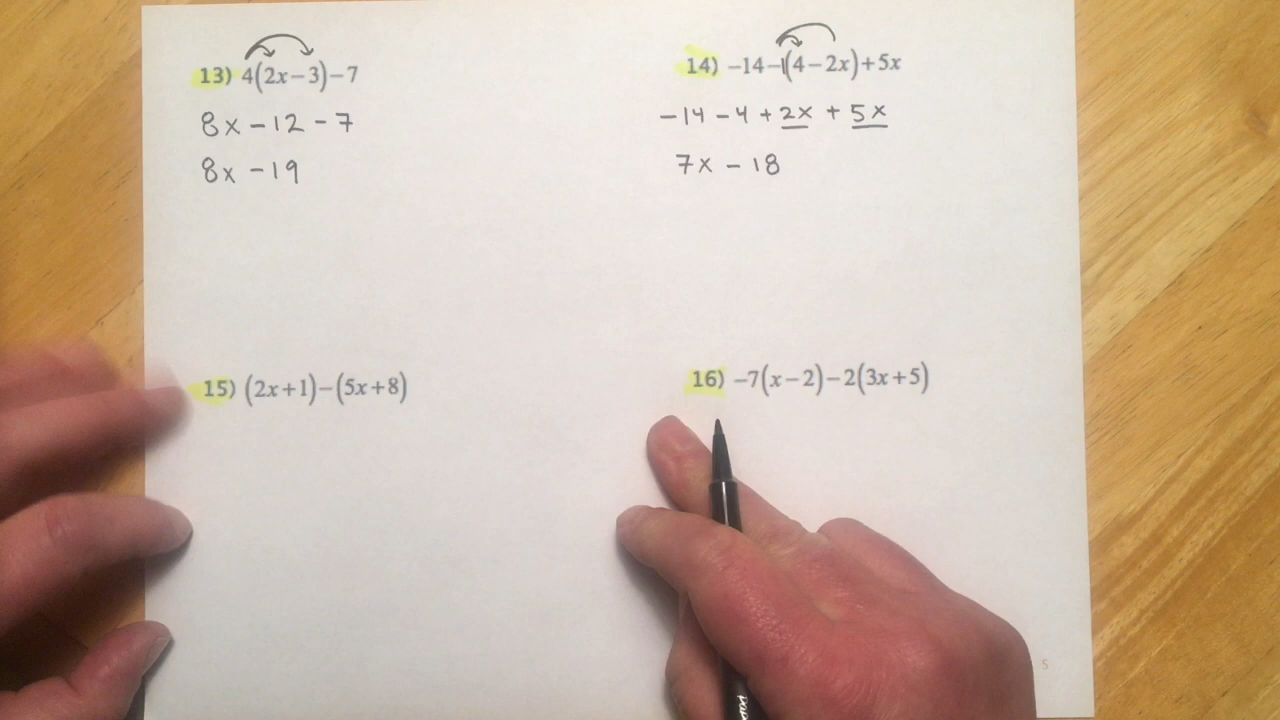 13) 4(2x-3)-7
8x - 12 - 7
8x - 19
14) -14-1(4-2x)+5x
-14 - 4 + 2x + 5x
7x - 18
15) (2x+1)-(5x+8)
16) -7(x-2)-2(3x+5)
5